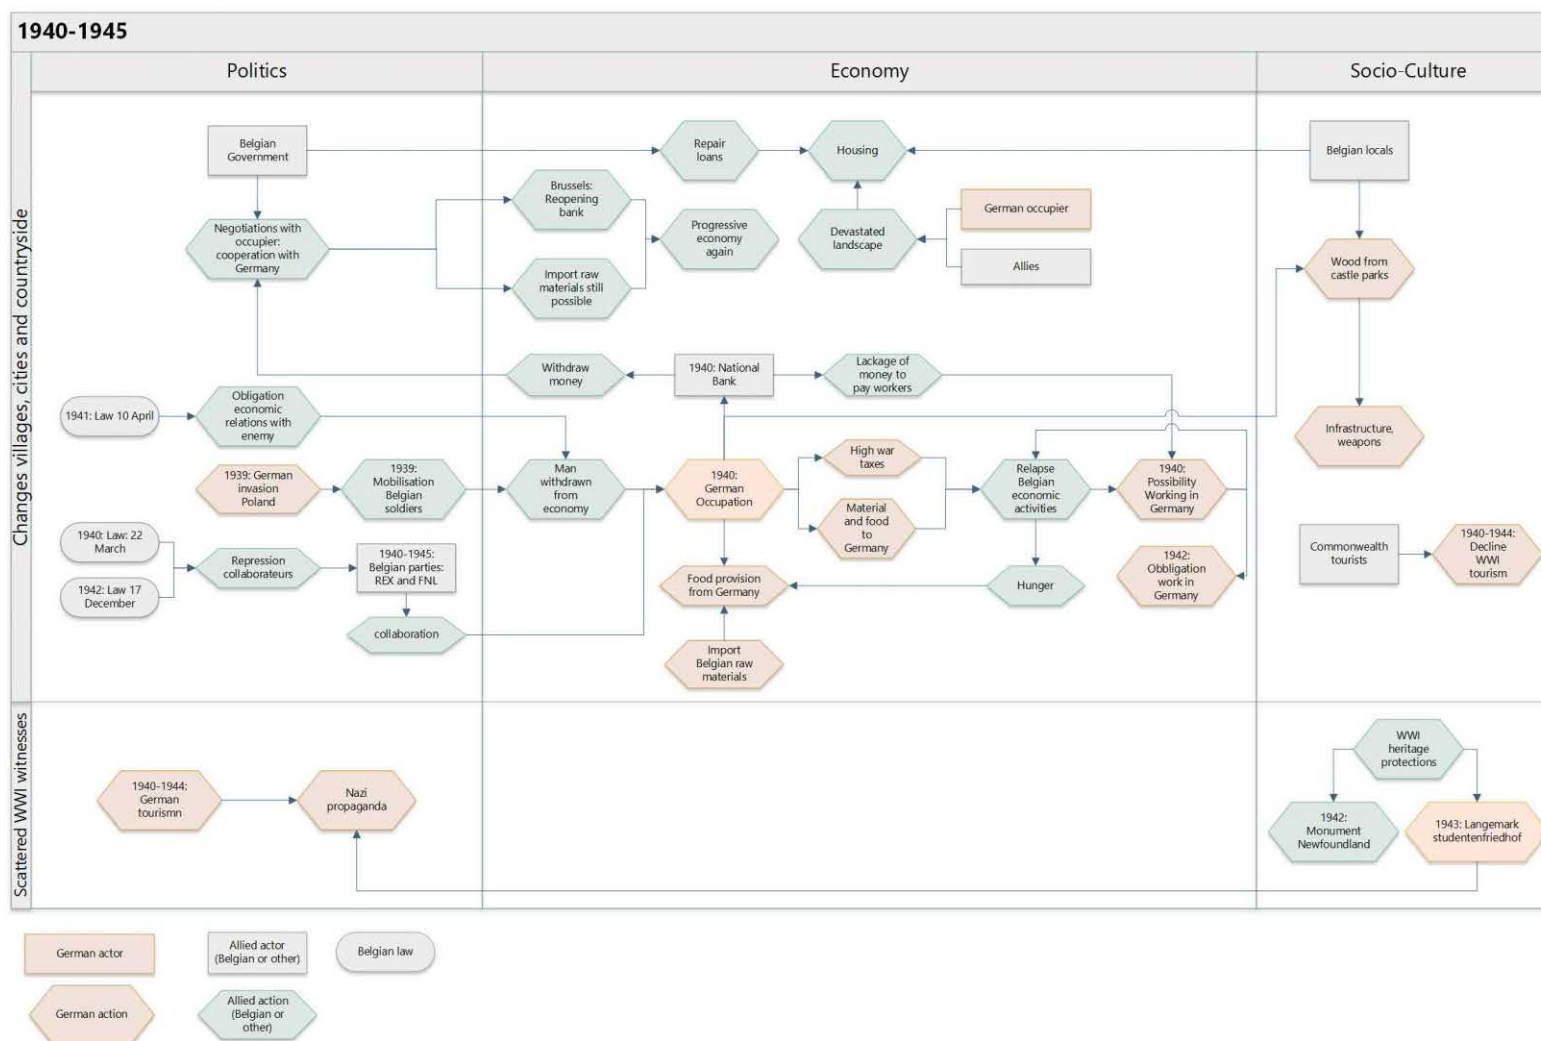 1940-1945
Politics
Economy
Socio-Culture
Changes villages, cities and countryside
Belgian
Government
Repair
loans
Housing
Belgian locals
Brussels:
Reopening
bank
German occupier
Negotiations with
occupier:
cooperation with
Germany
Progressive
economy
again
Devastated
landscape
Allies
Import raw
materials still
possible
Wood from
castle parks
Withdraw
money
1940: National
Bank
Lackage of
money to
pay workers
1941: Law 10 April
Obligation
economic
relations with
enemy
Infrastructure,
weapons
1939: German
invasion
Poland
1939:
Mobilisation
Belgian
soldiers
Man
withdrawn
from
economy
1940:
German
Occupation
High war
taxes
Material
and food
to
Germany
Relapse
Belgian
economic
activities
1940:
Possibility
Working in
Germany
1940: Law: 22
March
1942: Law 17
December
Repression
collaborateurs
1940-1945:
Belgian parties:
REX and FNL
collaboration
Food provision
from Germany
Hunger
1942:
Obbligation
work in
Germany
Commonwealth
tourists
1940-1944:
Decline
WWI
tourism
Import
Belgian raw
materials
Scattered WWI witnesses
1940-1944:
German
tourismn
Nazi
propaganda
WWI
heritage
protections
1942:
Monument
Newfoundland
1943: Langemark
studentenfriedhof
German actor
Allied actor
(Belgian or other)
Belgian law
German action
Allied action
(Belgian or
other)